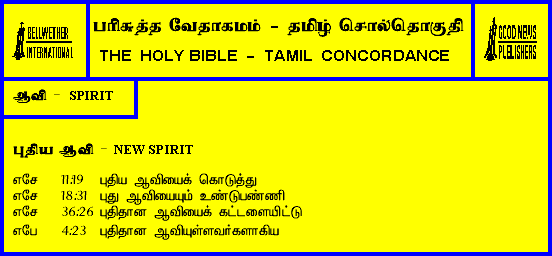 BELLWETHER
INTERNATIONAL
பரிசுத்த வேதாகமம் - தமிழ் சொல்தொகுதி
THE HOLY BIBLE - TAMIL CONCORDANCE
GOOD NEWS
PUBLISHERS
ஆவி - SPIRIT
புதிய ஆவி - NEW SPIRIT
எசே 11:19 புதிய ஆவியைக் கொடுத்து
எசே 18:31 புது ஆவியையும் உண்டுபண்ணி
எசே 36:26 புதிதான ஆவியைக் கட்டளையிட்டு
எபே 4:23 புதிதான ஆவியுள்ளவர்களாகிய